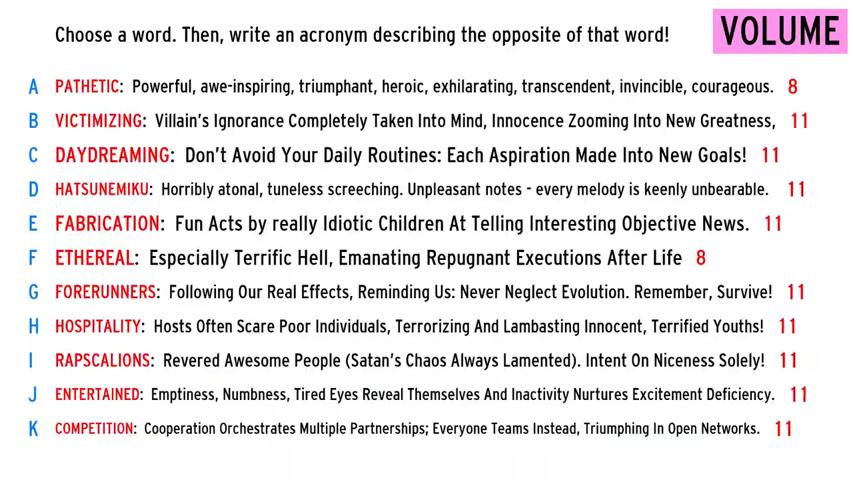 Choose a word. Then, write an acronym describing the opposite of that word!
VOLUME
A PATHETIC: Powerful, awe-inspiring, triumphant, heroic, exhilarating, transcendent, invincible, courageous. 8
B VICTIMIZING: Villain's Ignorance Completely Taken Into Mind, Innocence Zooming Into New Greatness, 11
C DAYDREAMING: Don't Avoid Your Daily Routines: Each Aspiration Made Into New Goals! 11
D HATSUNEMIKU: Horribly atonal, tuneless screeching. Unpleasant notes - every melody is keenly unbearable. 11
E FABRICATION: Fun Acts by really Idiotic Children At Telling Interesting Objective News. 11
F ETHEREAL: Especially Terrific Hell, Emanating Repugnant Executions After Life 8
G FORERUNNERS: Following Our Real Effects, Reminding Us: Never Neglect Evolution. Remember, Survive! 11
H HOSPITALITY: Hosts Often Scare Poor Individuals, Terrorizing And Lambasting Innocent, Terrified Youths! 11
I RAPSCALIONS: Revered Awesome People (Satan's Chaos Always Lamented). Intent On Niceness Solely! 11
J ENTERTAINED: Emptiness, Numbness, Tired Eyes Reveal Themselves And Inactivity Nurtures Excitement Deficiency. 11
K COMPETITION: Cooperation Orchestrates Multiple Partnerships; Everyone Teams Instead, Triumphing In Open Networks. 11